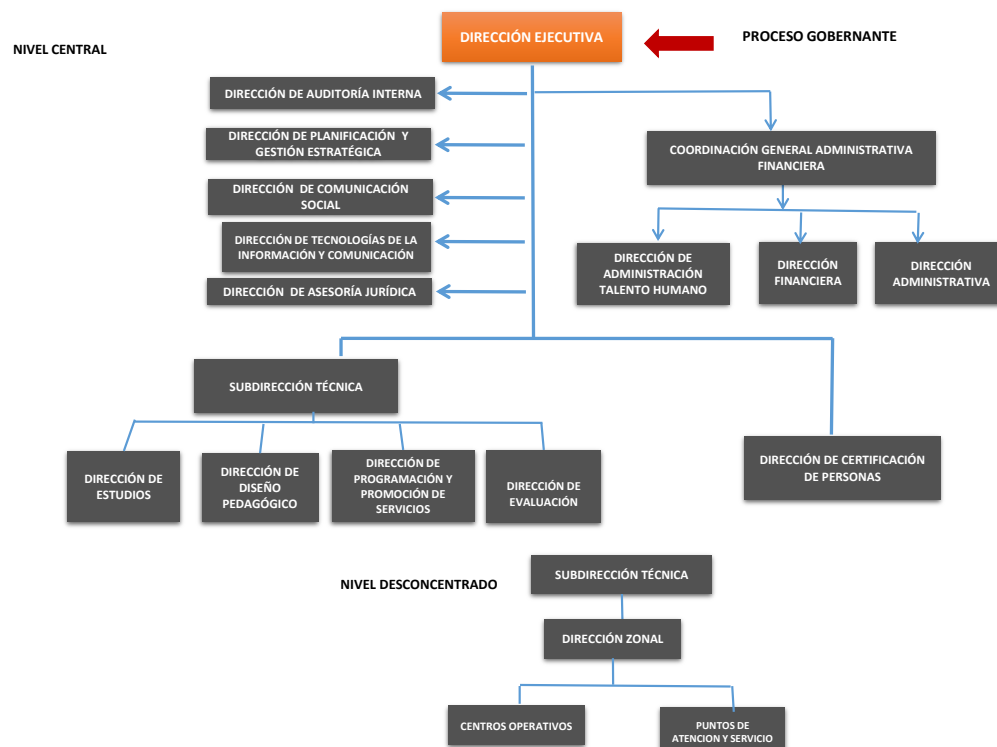 DIRECCIÓN EJECUTIVA
PROCESO GOBERNANTE
NIVEL CENTRAL
DIRECCIÓN DE AUDITORÍA INTERNA
DIRECCIÓN DE PLANIFICACIÓN Y
GESTIÓN ESTRATÉGICA
COORDINACIÓN GENERAL ADMINISTRATIVA
FINANCIERA
DIRECCIÓN DE COMUNICACIÓN
SOCIAL
DIRECCIÓN DE TECNOLOGÍAS DE LA
INFORMACIÓN Y COMUNICACIÓN
DIRECCIÓN DE ASESORÍA JURÍDICA
DIRECCIÓN DE
ADMINISTRACIÓN
TALENTO HUMANO
DIRECCIÓN
FINANCIERA
DIRECCIÓN
ADMINISTRATIVA
SUBDIRECCIÓN TÉCNICA
DIRECCIÓN DE
ESTUDIOS
DIRECCIÓN DE
DISEÑO
PEDAGÓGICO
DIRECCIÓN DE
PROGRAMACIÓN Y
PROMOCIÓN DE
SERVICIOS
DIRECCIÓN DE
EVALUACIÓN
DIRECCIÓN DE CERTIFICACIÓN
DE PERSONAS
NIVEL DESCONCENTRADO
SUBDIRECCIÓN TÉCNICA
DIRECCIÓN ZONAL
CENTROS OPERATIVOS
PUNTOS DE
ATENCION Y SERVICIO